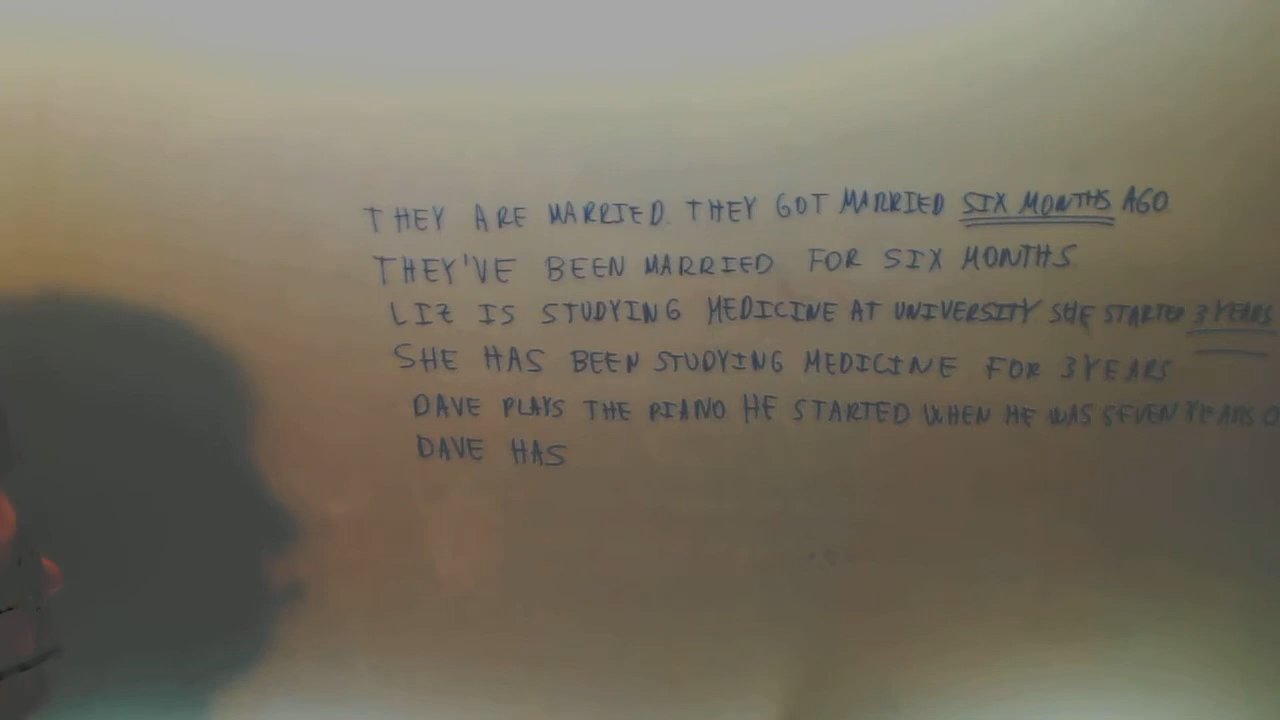 THEY ARE MARRIED. THEY GOT MARRIED SIX MONTHS AGO
THEY'VE BEEN MARRIED FOR SIX MONTHS
LIZ IS STUDYING MEDICINE AT UNIVERSITY SHE STARTED 3 YEARS
SHE HAS BEEN STUDYING MEDICINE FOR 3 YEARS
DAVE PLAYS THE PIANO HE STARTED WHEN HE WAS SEVEN YEARS
DAVE HAS